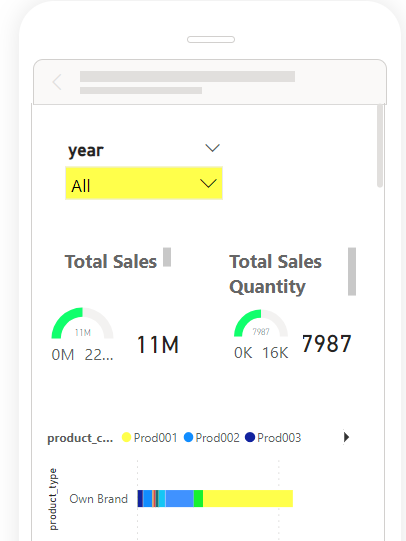 year
All
Total Sales
Total Sales
Quantity
11M
0M 22...
11M
7987
0K 16K
7987
product_c... Prod001 Prod002 Prod003
product_type
Own Brand